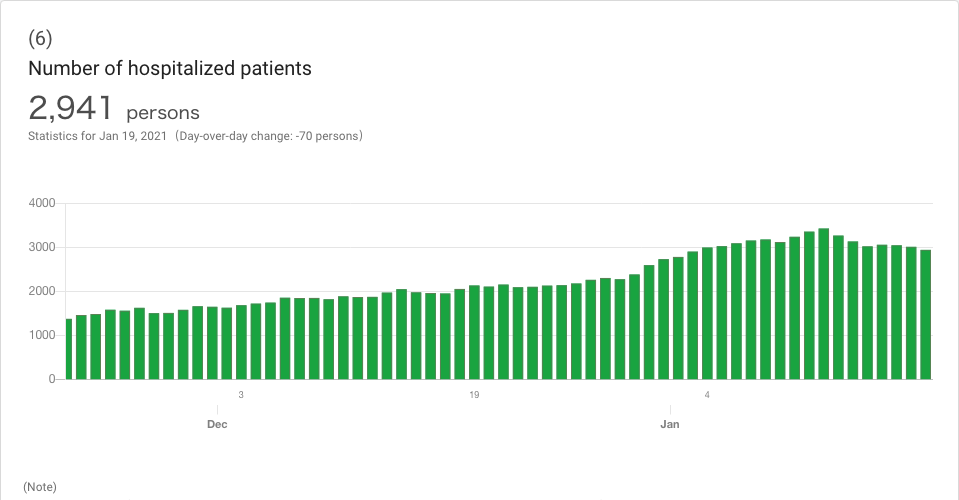 (6)
Number of hospitalized patients
2,941 persons
Statistics for Jan 19, 2021 (Day-over-day change: -70 persons)
4000
3000
2000
1000
0
3 19 4
Dec Jan
(Note)